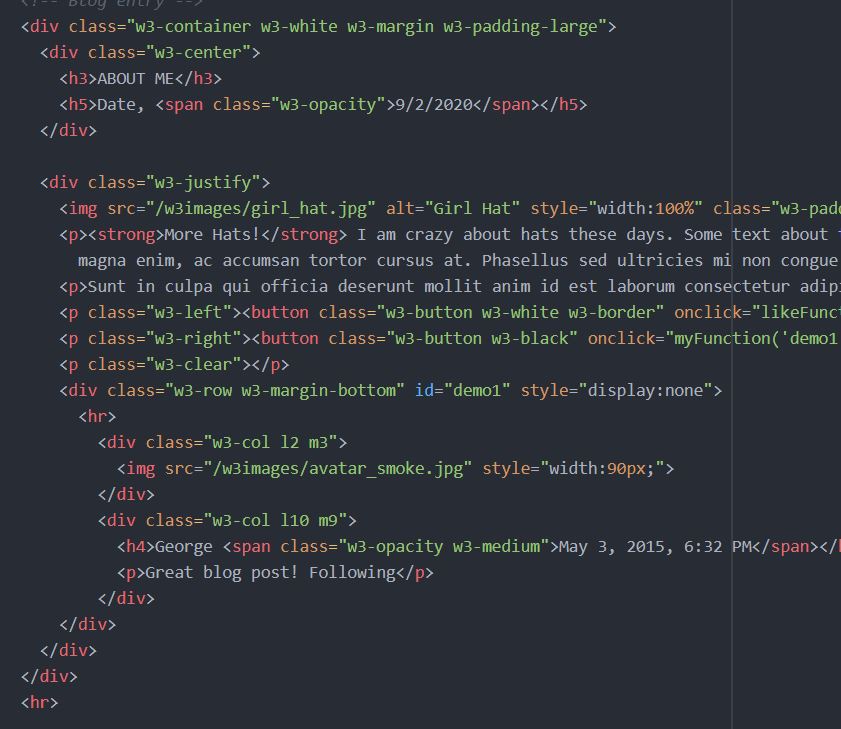 <!-- Blog entry -->
<div class="w3-container w3-white w3-margin w3-padding-large">
<div class="w3-center">
<h3>ABOUT ME</h3>
<h5>Date, <span class="w3-opacity">9/2/2020</span></h5>
</div>
<div class="w3-justify">
<img src="/w3images/girl_hat.jpg" alt="Girl Hat" style="width:100%" class="w3-pad
<p><strong>More Hats!</strong> I am crazy about hats these days. Some text about
magna enim, ac accumsan tortor cursus at. Phasellus sed ultricies mi non congue
<p>Sunt in culpa qui officia deserunt mollit anim id est laborum consectetur adipi
<p class="w3-left"><button class="w3-button w3-white w3-border" onclick="likeFunc
<p class="w3-right"><button class="w3-button w3-black" onclick="myFunction('demo1
<p class="w3-clear"></p>
<div class="w3-row w3-margin-bottom" id="demo1" style="display:none">
<hr>
<div class="w3-col l2 m3">
<img src="/w3images/avatar_smoke.jpg" style="width:90px;">
</div>
<div class="w3-col l10 m9">
<h4>George <span class="w3-opacity w3-medium">May 3, 2015, 6:32 PM</span></
<p>Great blog post! Following</p>
</div>
</div>
</div>
</div>
<hr>